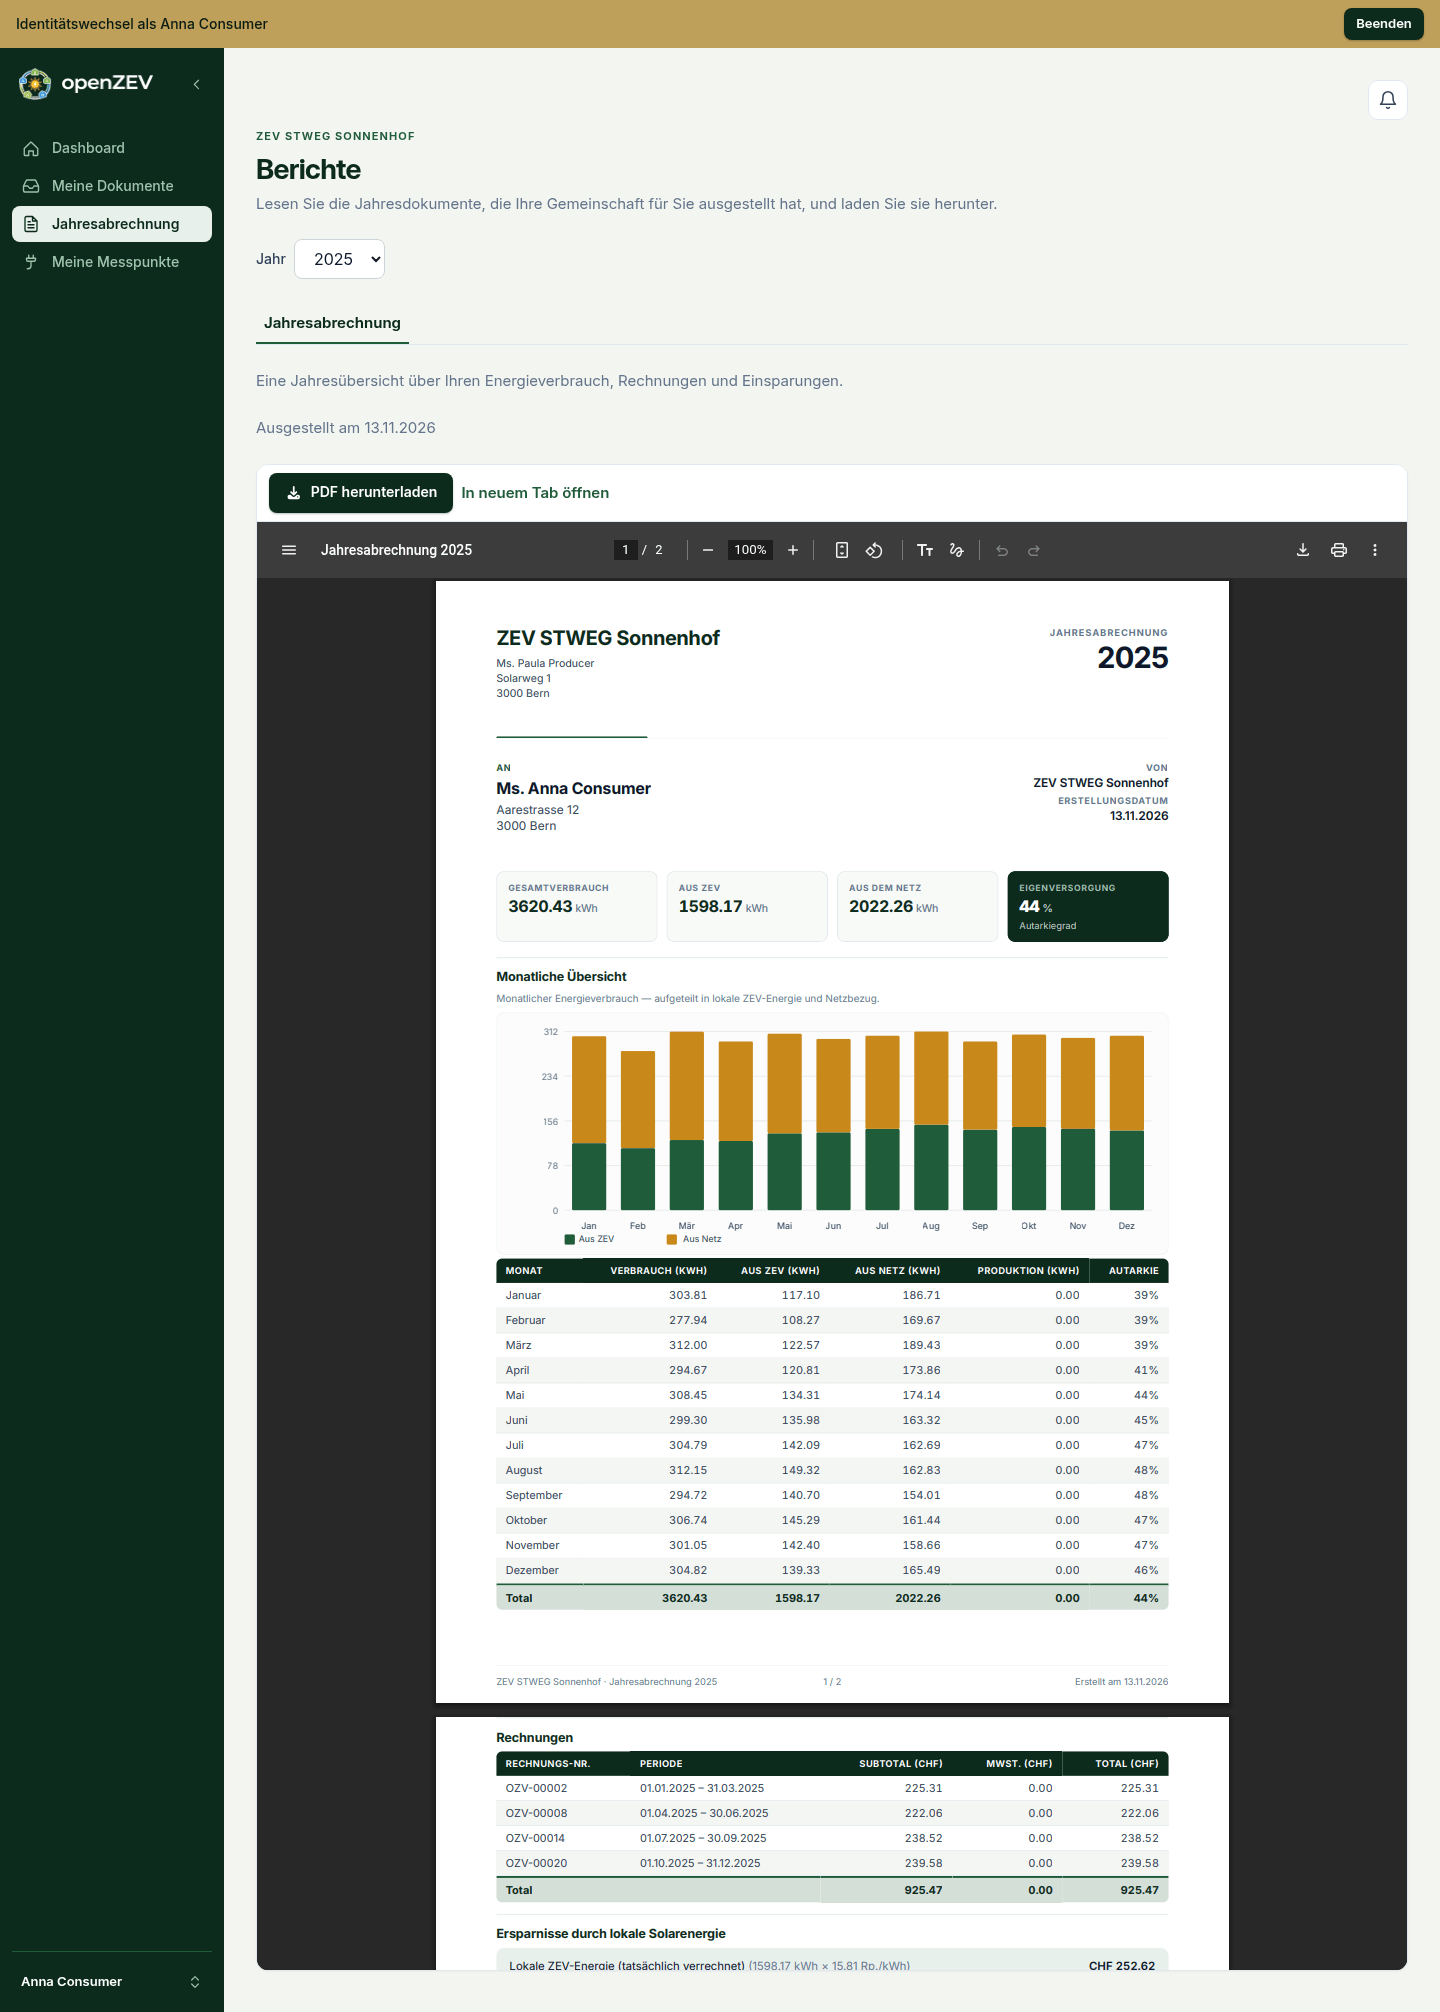 Identitätswechsel als Anna Consumer
Beenden
openZEV
Dashboard
Meine Dokumente
Jahresabrechnung
Meine Messpunkte
ZEV STWEG SONNENHOF
Berichte
Lesen Sie die Jahresdokumente, die Ihre Gemeinschaft für Sie ausgestellt hat, und laden Sie sie herunter.
Jahr 2025
Jahresabrechnung
Eine Jahresübersicht über Ihren Energieverbrauch, Rechnungen und Einsparungen.
Ausgestellt am 13.11.2026
PDF herunterladen In neuem Tab öffnen
Jahresabrechnung 2025 1 / 2 100%
ZEV STWEG Sonnenhof
Ms. Paula Producer
Solarweg 1
3000 Bern
JAHRESABRECHNUNG
2025
AN
Ms. Anna Consumer
Aarestrasse 12
3000 Bern
VON
ZEV STWEG Sonnenhof
ERSTELLUNGSDATUM
13.11.2026
GESAMTVERBRAUCH
3620.43 kWh
AUS ZEV
1598.17 kWh
AUS DEM NETZ
2022.26 kWh
EIGENVERSORGUNG
44 %
Autarkiegrad
Monatliche Übersicht
Monatlicher Energieverbrauch — aufgeteilt in lokale ZEV-Energie und Netzbezug.
312
234
156
78
0
Jan Feb Mär Apr Mai Jun Jul Aug Sep Okt Nov Dez
Aus ZEV Aus Netz
MONAT VERBRAUCH (KWH) AUS ZEV (KWH) AUS NETZ (KWH) PRODUKTION (KWH) AUTARKIE
Januar 303.81 117.10 186.71 0.00 39%
Februar 277.94 108.27 169.67 0.00 39%
März 312.00 122.57 189.43 0.00 39%
April 294.67 120.81 173.86 0.00 41%
Mai 308.45 134.31 174.14 0.00 44%
Juni 299.30 135.98 163.32 0.00 45%
Juli 304.79 142.09 162.69 0.00 47%
August 312.15 149.32 162.83 0.00 48%
September 294.72 140.70 154.01 0.00 48%
Oktober 306.74 145.29 161.44 0.00 47%
November 301.05 142.40 158.66 0.00 47%
Dezember 304.82 139.33 165.49 0.00 46%
Total 3620.43 1598.17 2022.26 0.00 44%
ZEV STWEG Sonnenhof · Jahresabrechnung 2025 1 / 2 Erstellt am 13.11.2026
Rechnungen
RECHNUNGS-NR. PERIODE SUBTOTAL (CHF) MWST. (CHF) TOTAL (CHF)
OZV-00002 01.01.2025 – 31.03.2025 225.31 0.00 225.31
OZV-00008 01.04.2025 – 30.06.2025 222.06 0.00 222.06
OZV-00014 01.07.2025 – 30.09.2025 238.52 0.00 238.52
OZV-00020 01.10.2025 – 31.12.2025 239.58 0.00 239.58
Total 925.47 0.00 925.47
Ersparnisse durch lokale Solarenergie
Lokale ZEV-Energie (tatsächlich verrechnet) (1598.17 kWh × 15.81 Rp./kWh) CHF 252.62
Anna Consumer